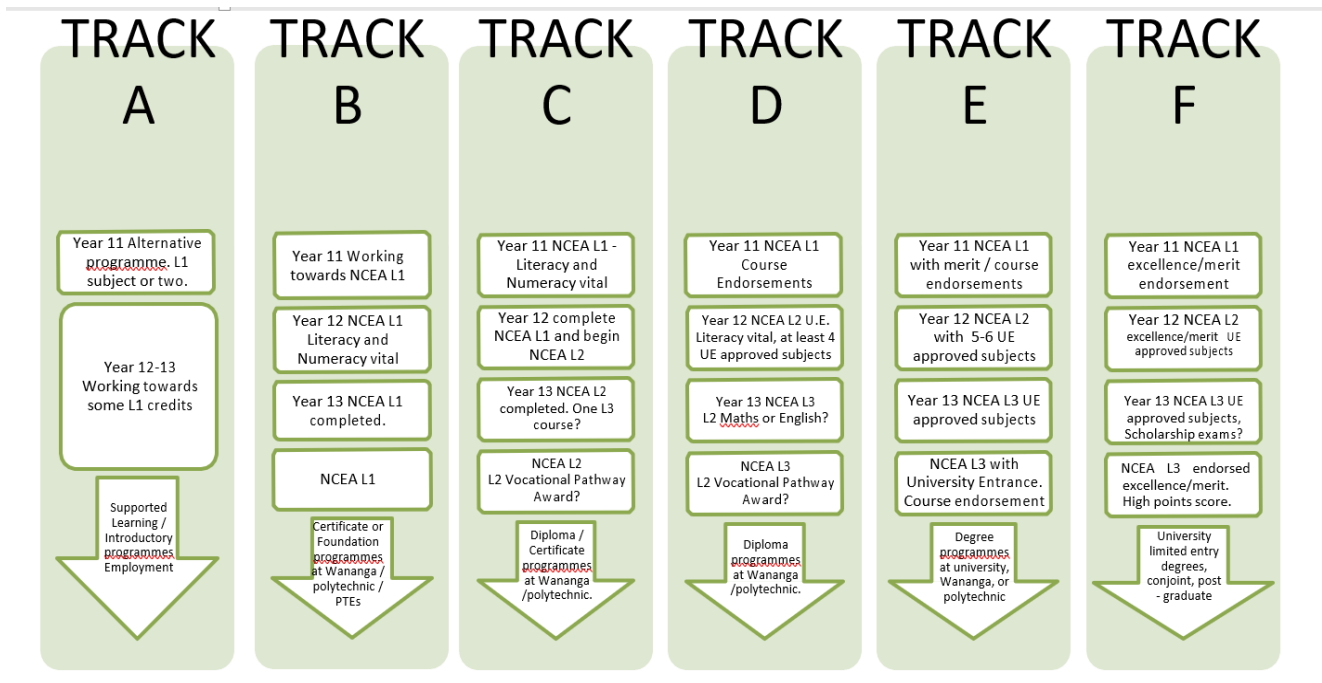 TRACK
A
Year 11 Alternative
programme. L1
subject or two.
Year 12-13
Working towards
some L1 credits
Supported
Learning /
Introductory
programmes
Employment
TRACK
B
Year 11 Working
towards NCEA L1
Year 12 NCEA L1
Literacy and
Numeracy vital
Year 13 NCEA L1
completed.
NCEA L1
Certificate or
Foundation
programmes
at Wananga /
polytechnic /
PTEs
TRACK
C
Year 11 NCEA L1 -
Literacy and
Numeracy vital
Year 12 complete
NCEA L1 and begin
NCEA L2
Year 13 NCEA L2
completed. One L3
course?
NCEA L2
L2 Vocational Pathway
Award?
Diploma /
Certificate
programmes
at Wananga
/polytechnic.
TRACK
D
Year 11 NCEA L1
Course
Endorsements
Year 12 NCEA L2 U.E.
Literacy vital, at least 4
UE approved subjects
Year 13 NCEA L3
L2 Maths or English?
NCEA L3
L2 Vocational Pathway
Award?
Diploma
programmes
at Wananga
/polytechnic.
TRACK
E
Year 11 NCEA L1
with merit / course
endorsements
Year 12 NCEA L2
with 5-6 UE
approved subjects
Year 13 NCEA L3 UE
approved subjects
NCEA L3 with
University Entrance.
Course endorsement
Degree
programmes
at university,
Wananga, or
polytechnic
TRACK
F
Year 11 NCEA L1
excellence/merit
endorsement
Year 12 NCEA L2
excellence/merit UE
approved subjects
Year 13 NCEA L3 UE
approved subjects,
Scholarship exams?
NCEA L3 endorsed
excellence/merit.
High points score.
University
limited entry
degrees,
conjoint, post
- graduate